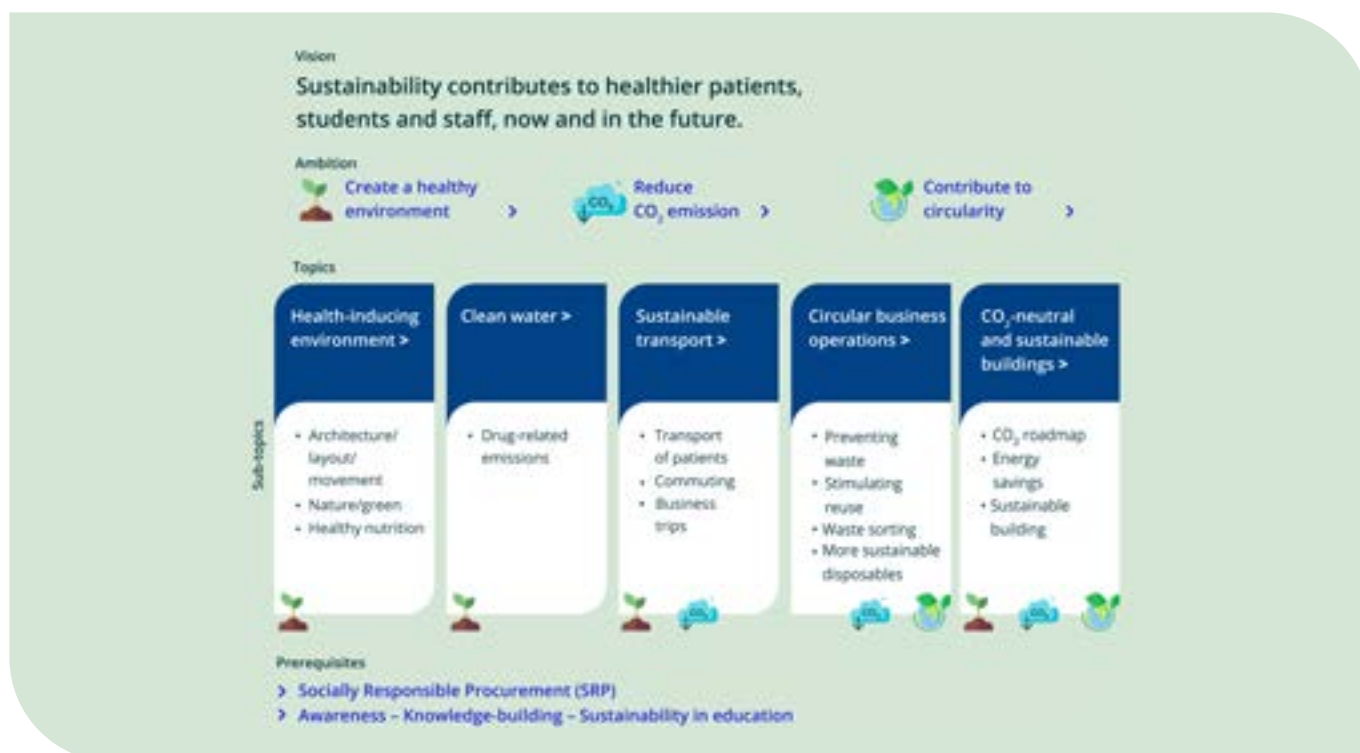 Vision
Sustainability contributes to healthier patients,
students and staff, now and in the future.
Ambition
Create a healthy
environment >
Reduce
CO₂ emission >
Contribute to
circularity >
Topics
Health-inducing
environment >
Clean water >
Sustainable
transport >
Circular business
operations >
CO₂-neutral
and sustainable
buildings >
Sub-topics
• Architecture/
layout/
movement
• Nature/green
• Healthy nutrition
• Drug-related
emissions
• Transport
of patients
• Commuting
• Business
trips
• Preventing
waste
• Stimulating
reuse
• Waste sorting
• More sustainable
disposables
• CO₂ roadmap
• Energy
savings
• Sustainable
building
Prerequisites
> Socially Responsible Procurement (SRP)
> Awareness – Knowledge-building – Sustainability in education